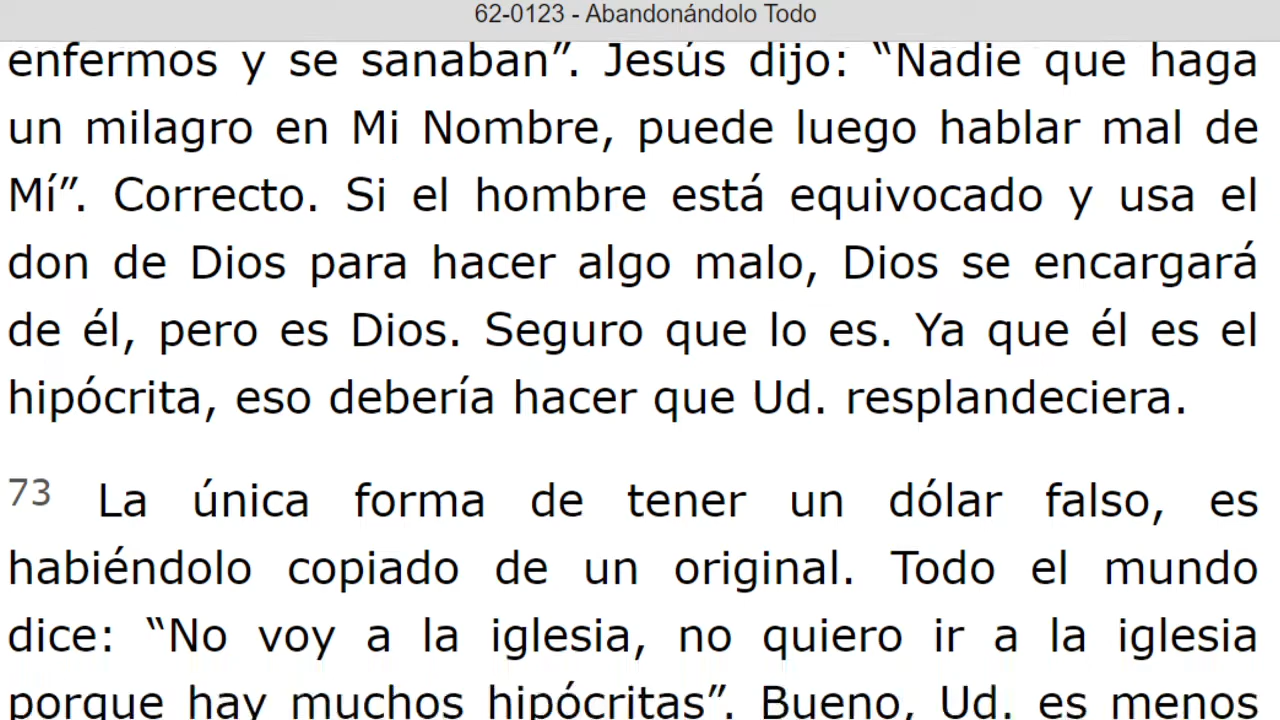 62-0123 - Abandonándolo Todo
enfermos y se sanaban”. Jesús dijo: “Nadie que haga
un milagro en Mi Nombre, puede luego hablar mal de
Mí”. Correcto. Si el hombre está equivocado y usa el
don de Dios para hacer algo malo, Dios se encargará
de él, pero es Dios. Seguro que lo es. Ya que él es el
hipócrita, eso debería hacer que Ud. resplandeciera.
73 La única forma de tener un dólar falso, es
habiéndolo copiado de un original. Todo el mundo
dice: “No voy a la iglesia, no quiero ir a la iglesia
porque hay muchos hipócritas”. Bueno, Ud. es menos